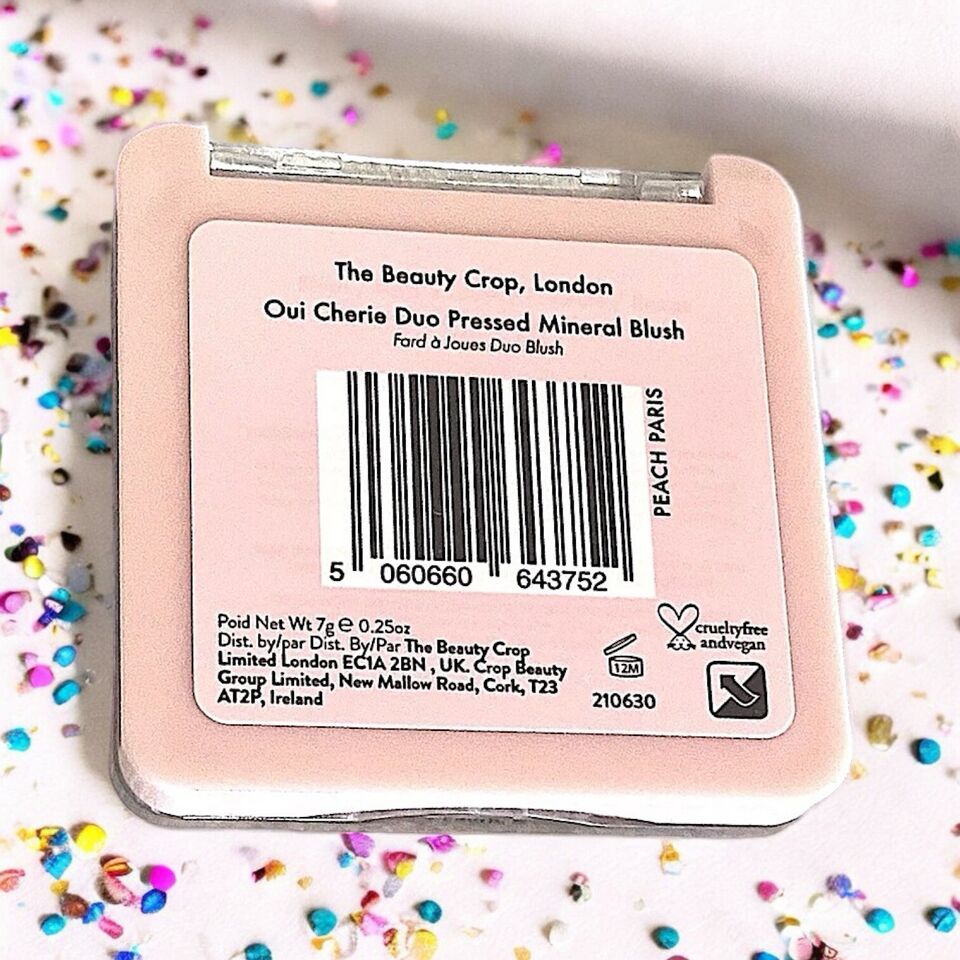 The Beauty Crop, London
Oui Cherie Duo Pressed Mineral Blush
Fard à Joues Duo Blush
PEACH PARIS
5 060660 643752
Poid Net Wt 7g ℮ 0.25oz
Dist. by/par Dist. By/Par The Beauty Crop
Limited London EC1A 2BN , UK. Crop Beauty
Group Limited, New Mallow Road, Cork, T23
AT2P, Ireland
12M
210630
crueltyfree
andvegan